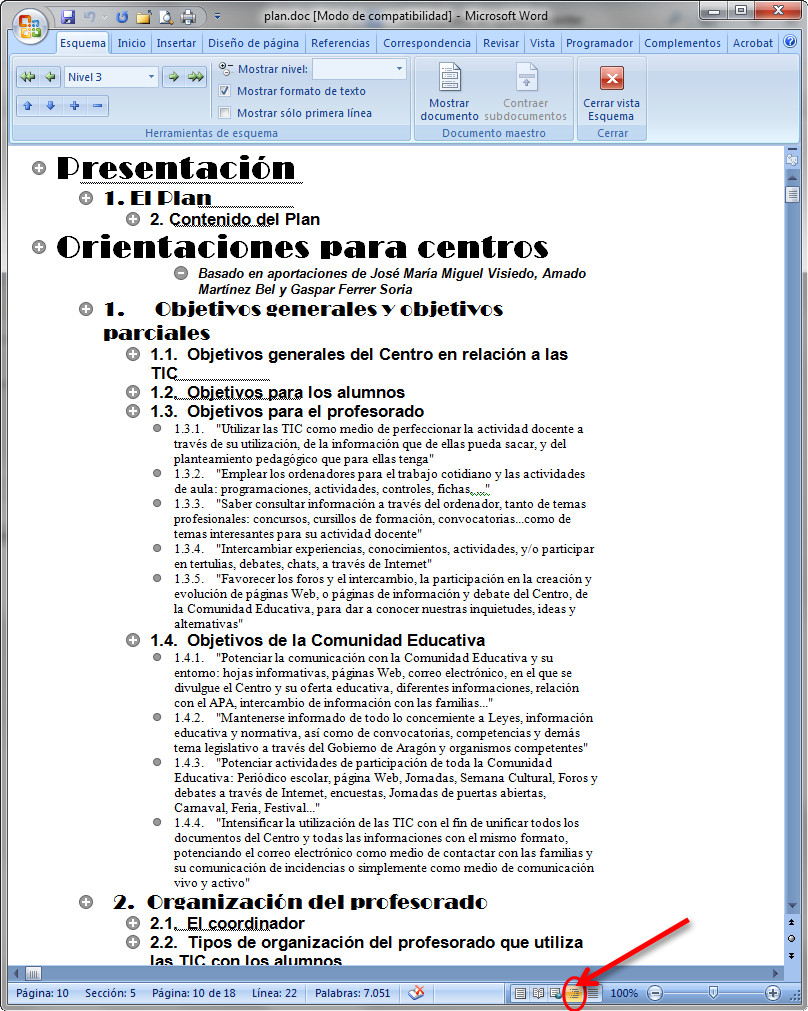 plan.doc [Modo de compatibilidad] - Microsoft Word
Esquema Inicio Insertar Diseño de página Referencias Correspondencia Revisar Vista Programador Complementos Acrobat
Nivel 3
Mostrar nivel:
Mostrar formato de texto
Mostrar sólo primera línea
Herramientas de esquema
Mostrar documento
Contraer subdocumentos
Documento maestro
Cerrar vista Esquema
Cerrar
Presentación
1. El Plan
2. Contenido del Plan
Orientaciones para centros
Basado en aportaciones de José María Miguel Visiedo, Amado
Martínez Bel y Gaspar Ferrer Soria
1. Objetivos generales y objetivos
parciales
1.1. Objetivos generales del Centro en relación a las
TIC
1.2. Objetivos para los alumnos
1.3. Objetivos para el profesorado
1.3.1. "Utilizar las TIC como medio de perfeccionar la actividad docente a
través de su utilización, de la información que de ellas pueda sacar, y del
planteamiento pedagógico que para ellas tenga"
1.3.2. "Emplear los ordenadores para el trabajo cotidiano y las actividades
de aula: programaciones, actividades, controles, fichas,...."
1.3.3. "Saber consultar información a través del ordenador, tanto de temas
profesionales: concursos, cursillos de formación, convocatorias...como de
temas interesantes para su actividad docente"
1.3.4. "Intercambiar experiencias, conocimientos, actividades, y/o participar
en tertulias, debates, chats, a través de Internet"
1.3.5. "Favorecer los foros y el intercambio, la participación en la creación y
evolución de páginas Web, o páginas de información y debate del Centro, de
la Comunidad Educativa, para dar a conocer nuestras inquietudes, ideas y
alternativas"
1.4. Objetivos de la Comunidad Educativa
1.4.1. "Potenciar la comunicación con la Comunidad Educativa y su
entorno: hojas informativas, páginas Web, correo electrónico, en el que se
divulgue el Centro y su oferta educativa, diferentes informaciones, relación
con el APA, intercambio de información con las familias..."
1.4.2. "Mantenerse informado de todo lo concerniente a Leyes, información
educativa y normativa, así como de convocatorias, competencias y demás
tema legislativo a través del Gobierno de Aragón y organismos competentes"
1.4.3. "Potenciar actividades de participación de toda la Comunidad
Educativa: Periódico escolar, página Web, Jornadas, Semana Cultural, Foros y
debates a través de Internet, encuestas, Jornadas de puertas abiertas,
Carnaval, Feria, Festival..."
1.4.4. "Intensificar la utilización de las TIC con el fin de unificar todos los
documentos del Centro y todas las informaciones con el mismo formato,
potenciando el correo electrónico como medio de contactar con las familias y
su comunicación de incidencias o simplemente como medio de comunicación
vivo y activo"
2. Organización del profesorado
2.1. El coordinador
2.2. Tipos de organización del profesorado que utiliza
las TIC con los alumnos
Página: 10 Sección: 5 Página: 10 de 18 Línea: 22 Palabras: 7.051 100%